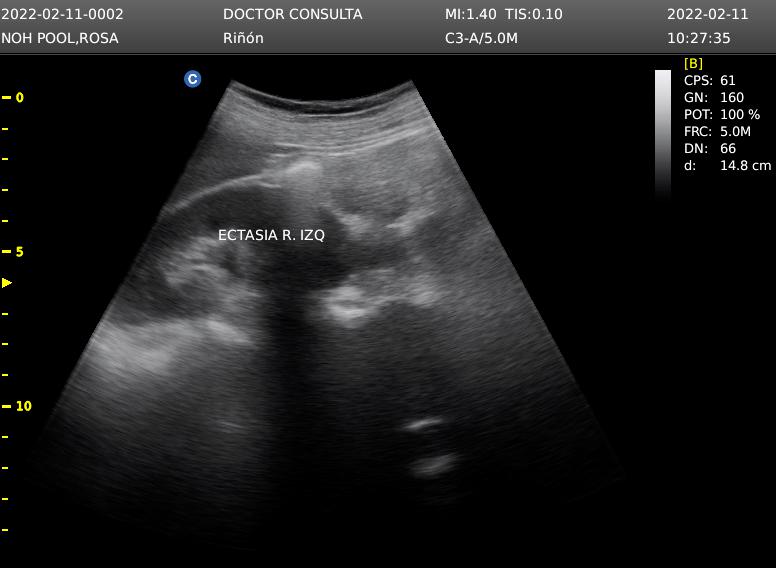 2022-02-11-0002 DOCTOR CONSULTA MI:1.40 TIS:0.10 2022-02-11
NOH POOL,ROSA Riñón C3-A/5.0M 10:27:35
C
[B]
CPS: 61
GN: 160
POT: 100 %
FRC: 5.0M
DN: 66
d: 14.8 cm
0
ECTASIA R. IZQ
5
10